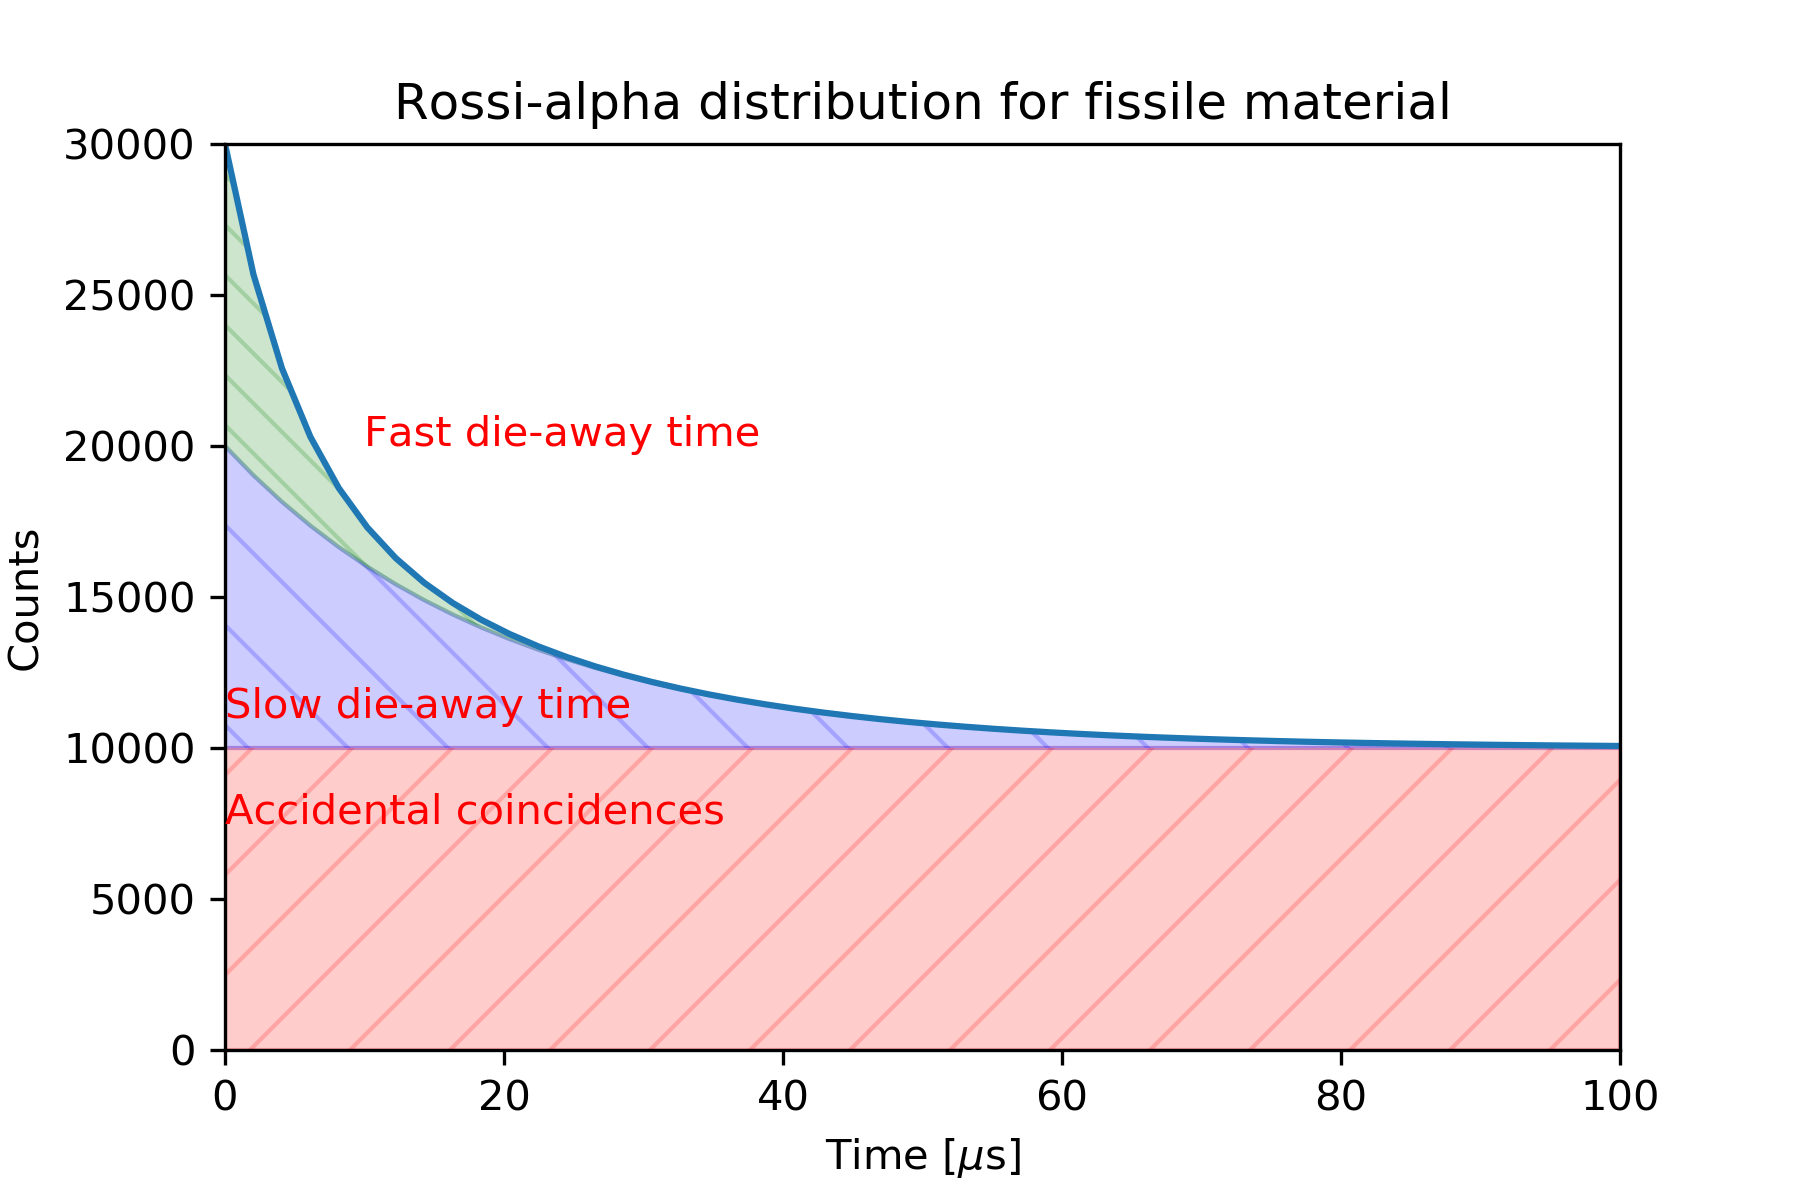 Rossi-alpha distribution for fissile material
30000
25000
20000
15000
10000
5000
0
Counts
Fast die-away time
Slow die-away time
Accidental coincidences
0 20 40 60 80 100
Time [μs]